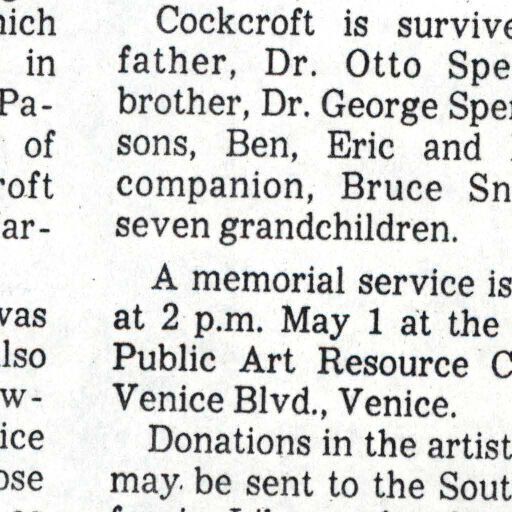 hich
in
Pa-
of
roft
ar-
was
lso
w-
ice
ose
Cockcroft is survive
father, Dr. Otto Spe
brother, Dr. George Spe
sons, Ben, Eric and
companion, Bruce Sn
seven grandchildren.
A memorial service is
at 2 p.m. May 1 at the
Public Art Resource C
Venice Blvd., Venice.
Donations in the artist
may be sent to the Sout